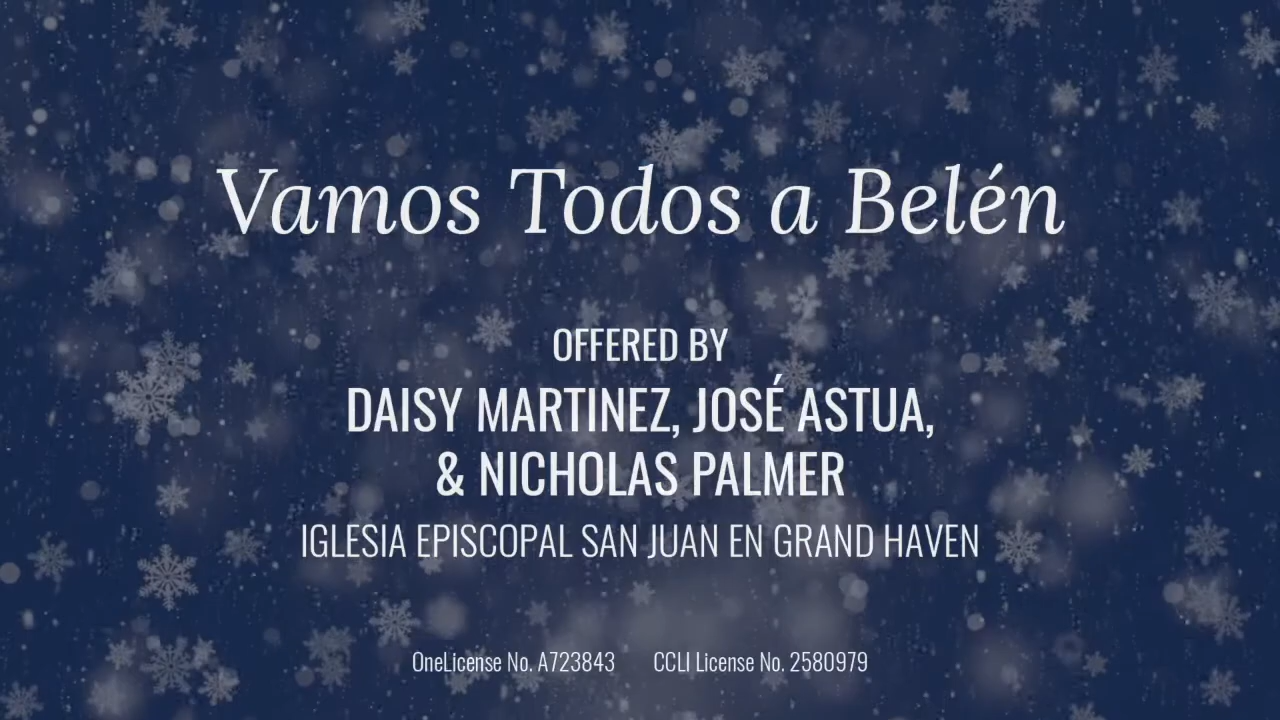 Vamos Todos a Belén
OFFERED BY
DAISY MARTINEZ, JOSÉ ASTUA,
& NICHOLAS PALMER
IGLESIA EPISCOPAL SAN JUAN EN GRAND HAVEN
OneLicense No. A723843 CCLI License No. 2580979